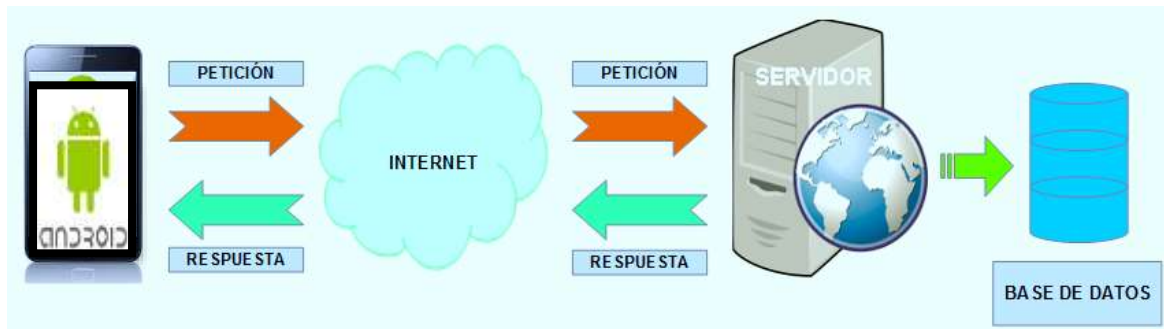 PETICIÓN
PETICIÓN
SERVIDOR
INTERNET
ANDROID
RESPUESTA
RESPUESTA
BASE DE DATOS